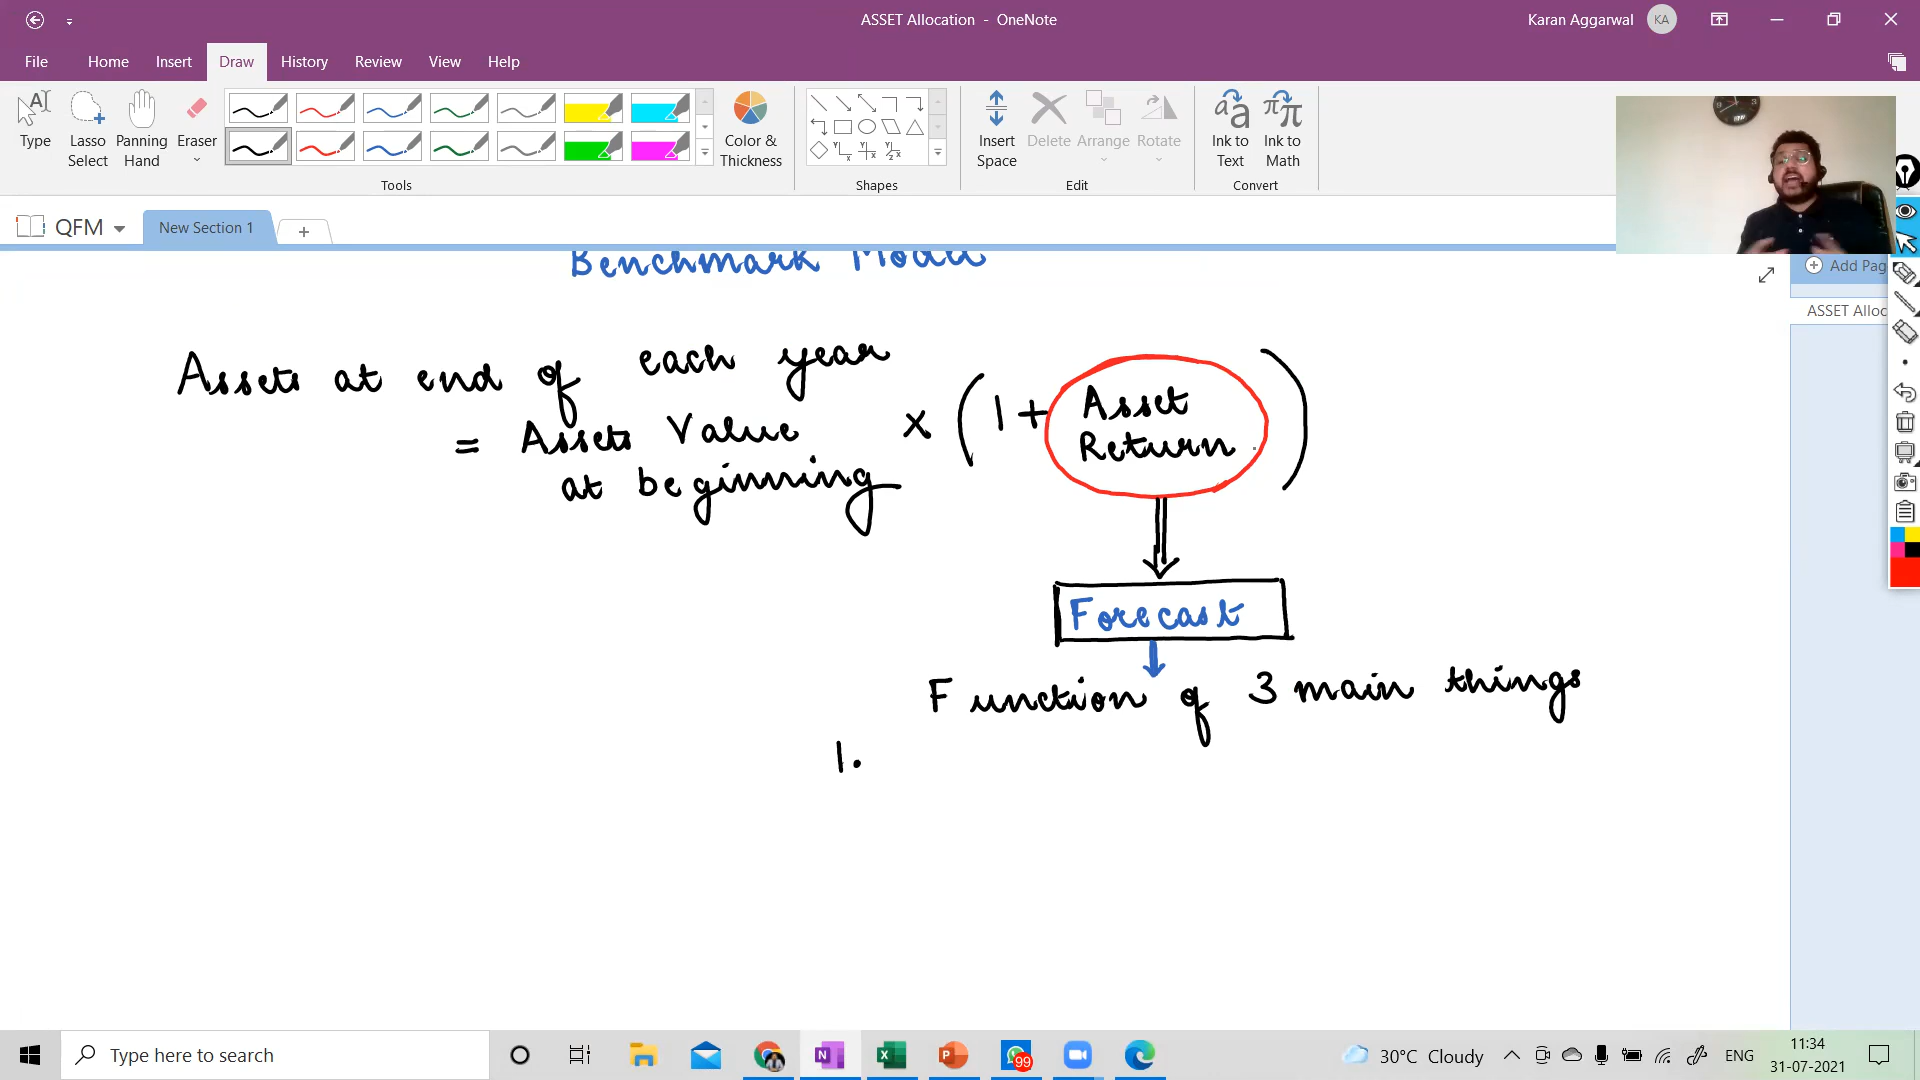 ASSET Allocation - OneNote
Karan Aggarwal
KA
File
Home
Insert
Draw
History
Review
View
Help
Type
Lasso Select
Panning Hand
Eraser
Color & Thickness
Insert Space
Delete
Arrange
Rotate
Ink to Text
Ink to Math
Tools
Shapes
Edit
Convert
QFM
New Section 1
Add Pag
ASSET Alloc
Benchmark Model
Assets at end of each year
= Assets Value × (1+ Asset Return)
at beginning
Forecast
Function of 3 main things
1.
Type here to search
99
30°C Cloudy
ENG
11:34
31-07-2021